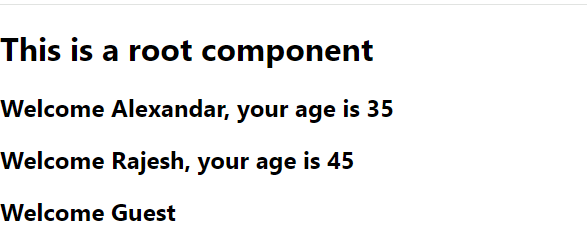 This is a root component
Welcome Alexandar, your age is 35
Welcome Rajesh, your age is 45
Welcome Guest